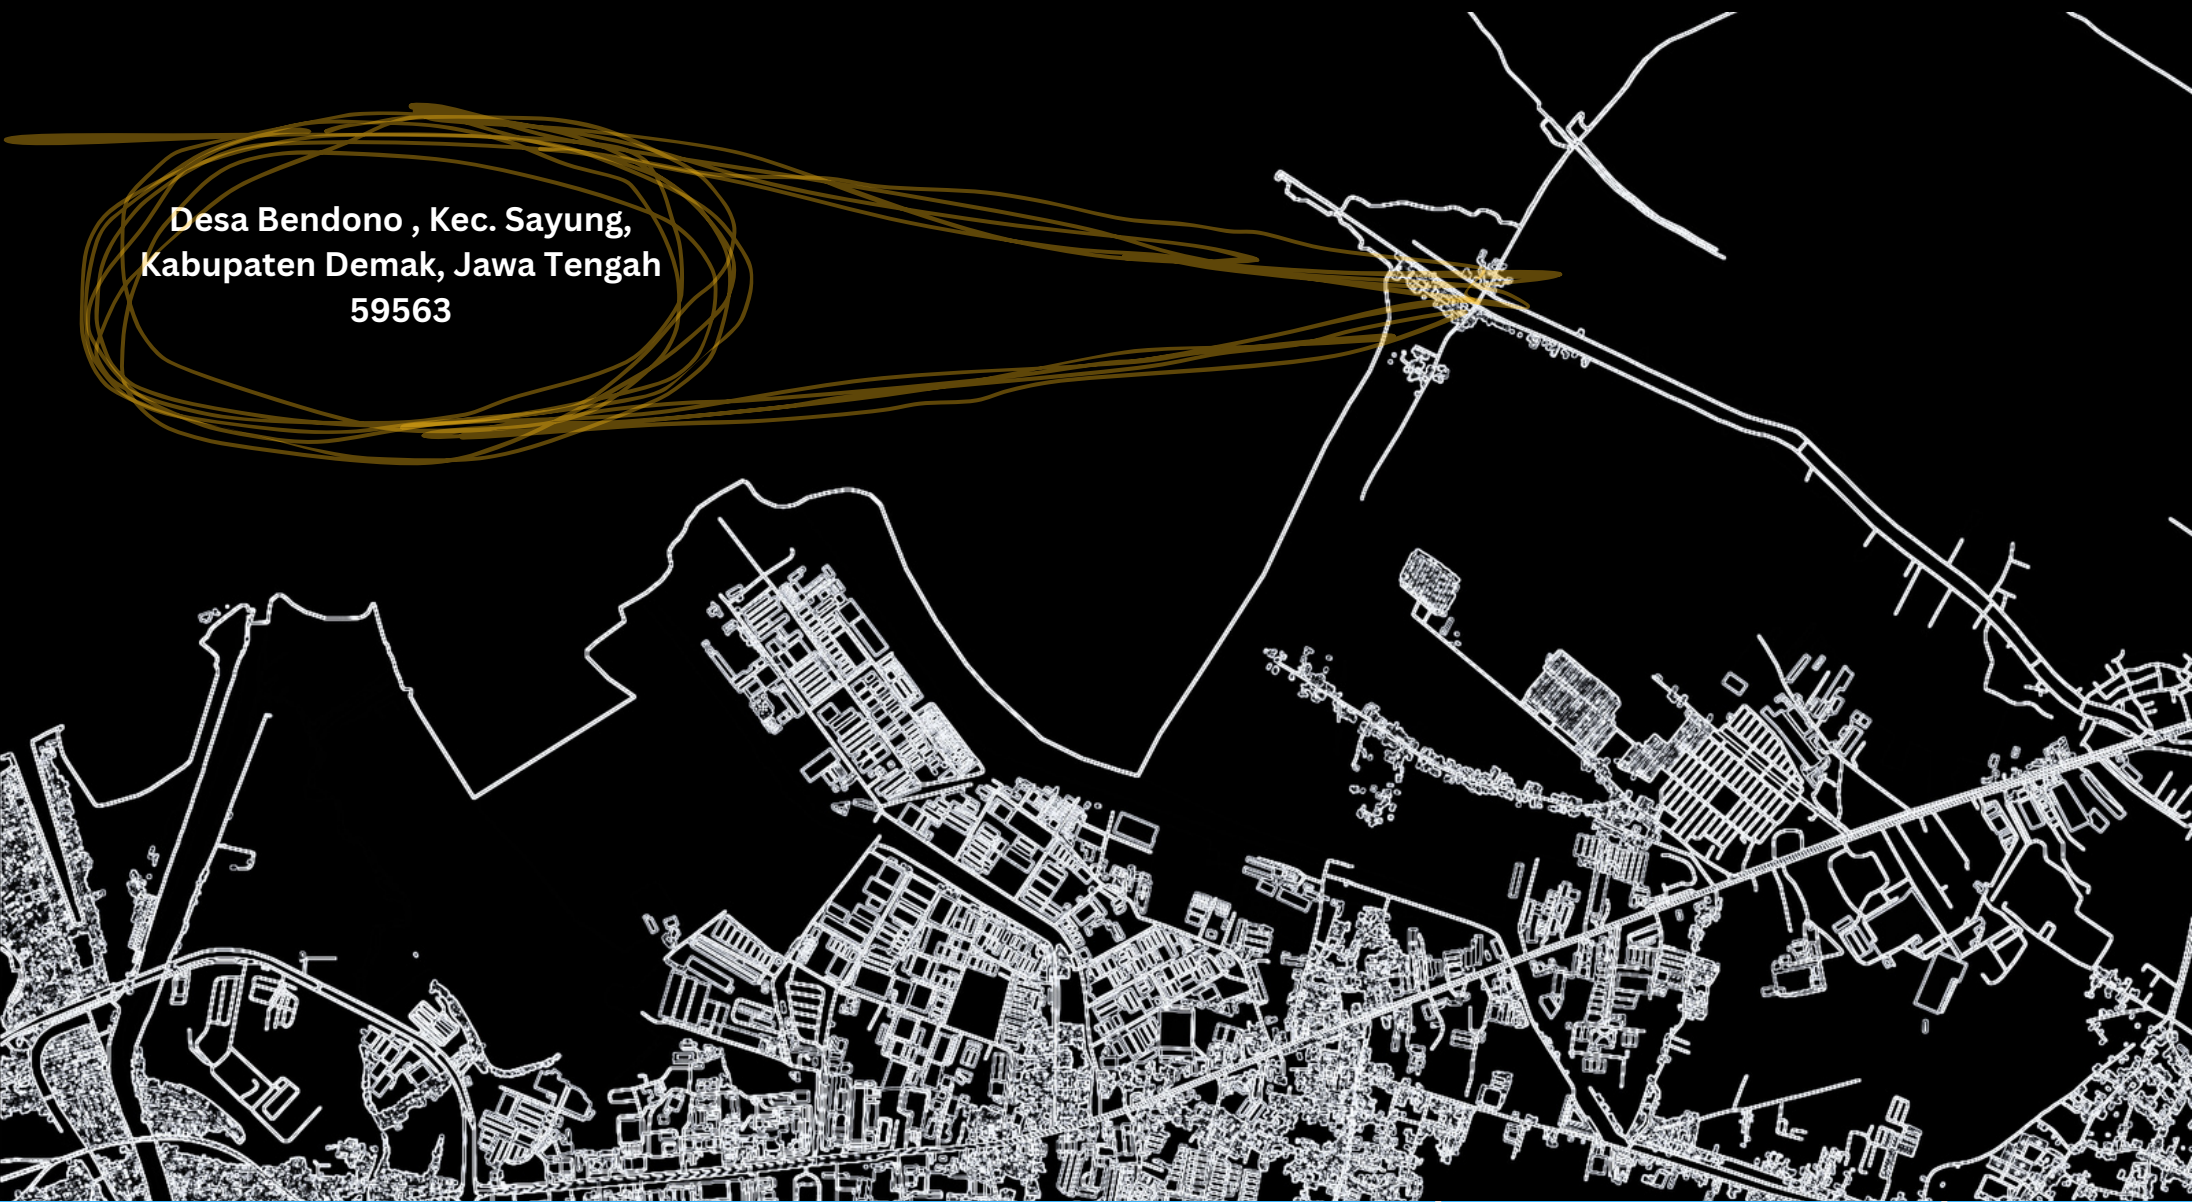 Desa Bendono , Kec. Sayung,
Kabupaten Demak, Jawa Tengah
59563